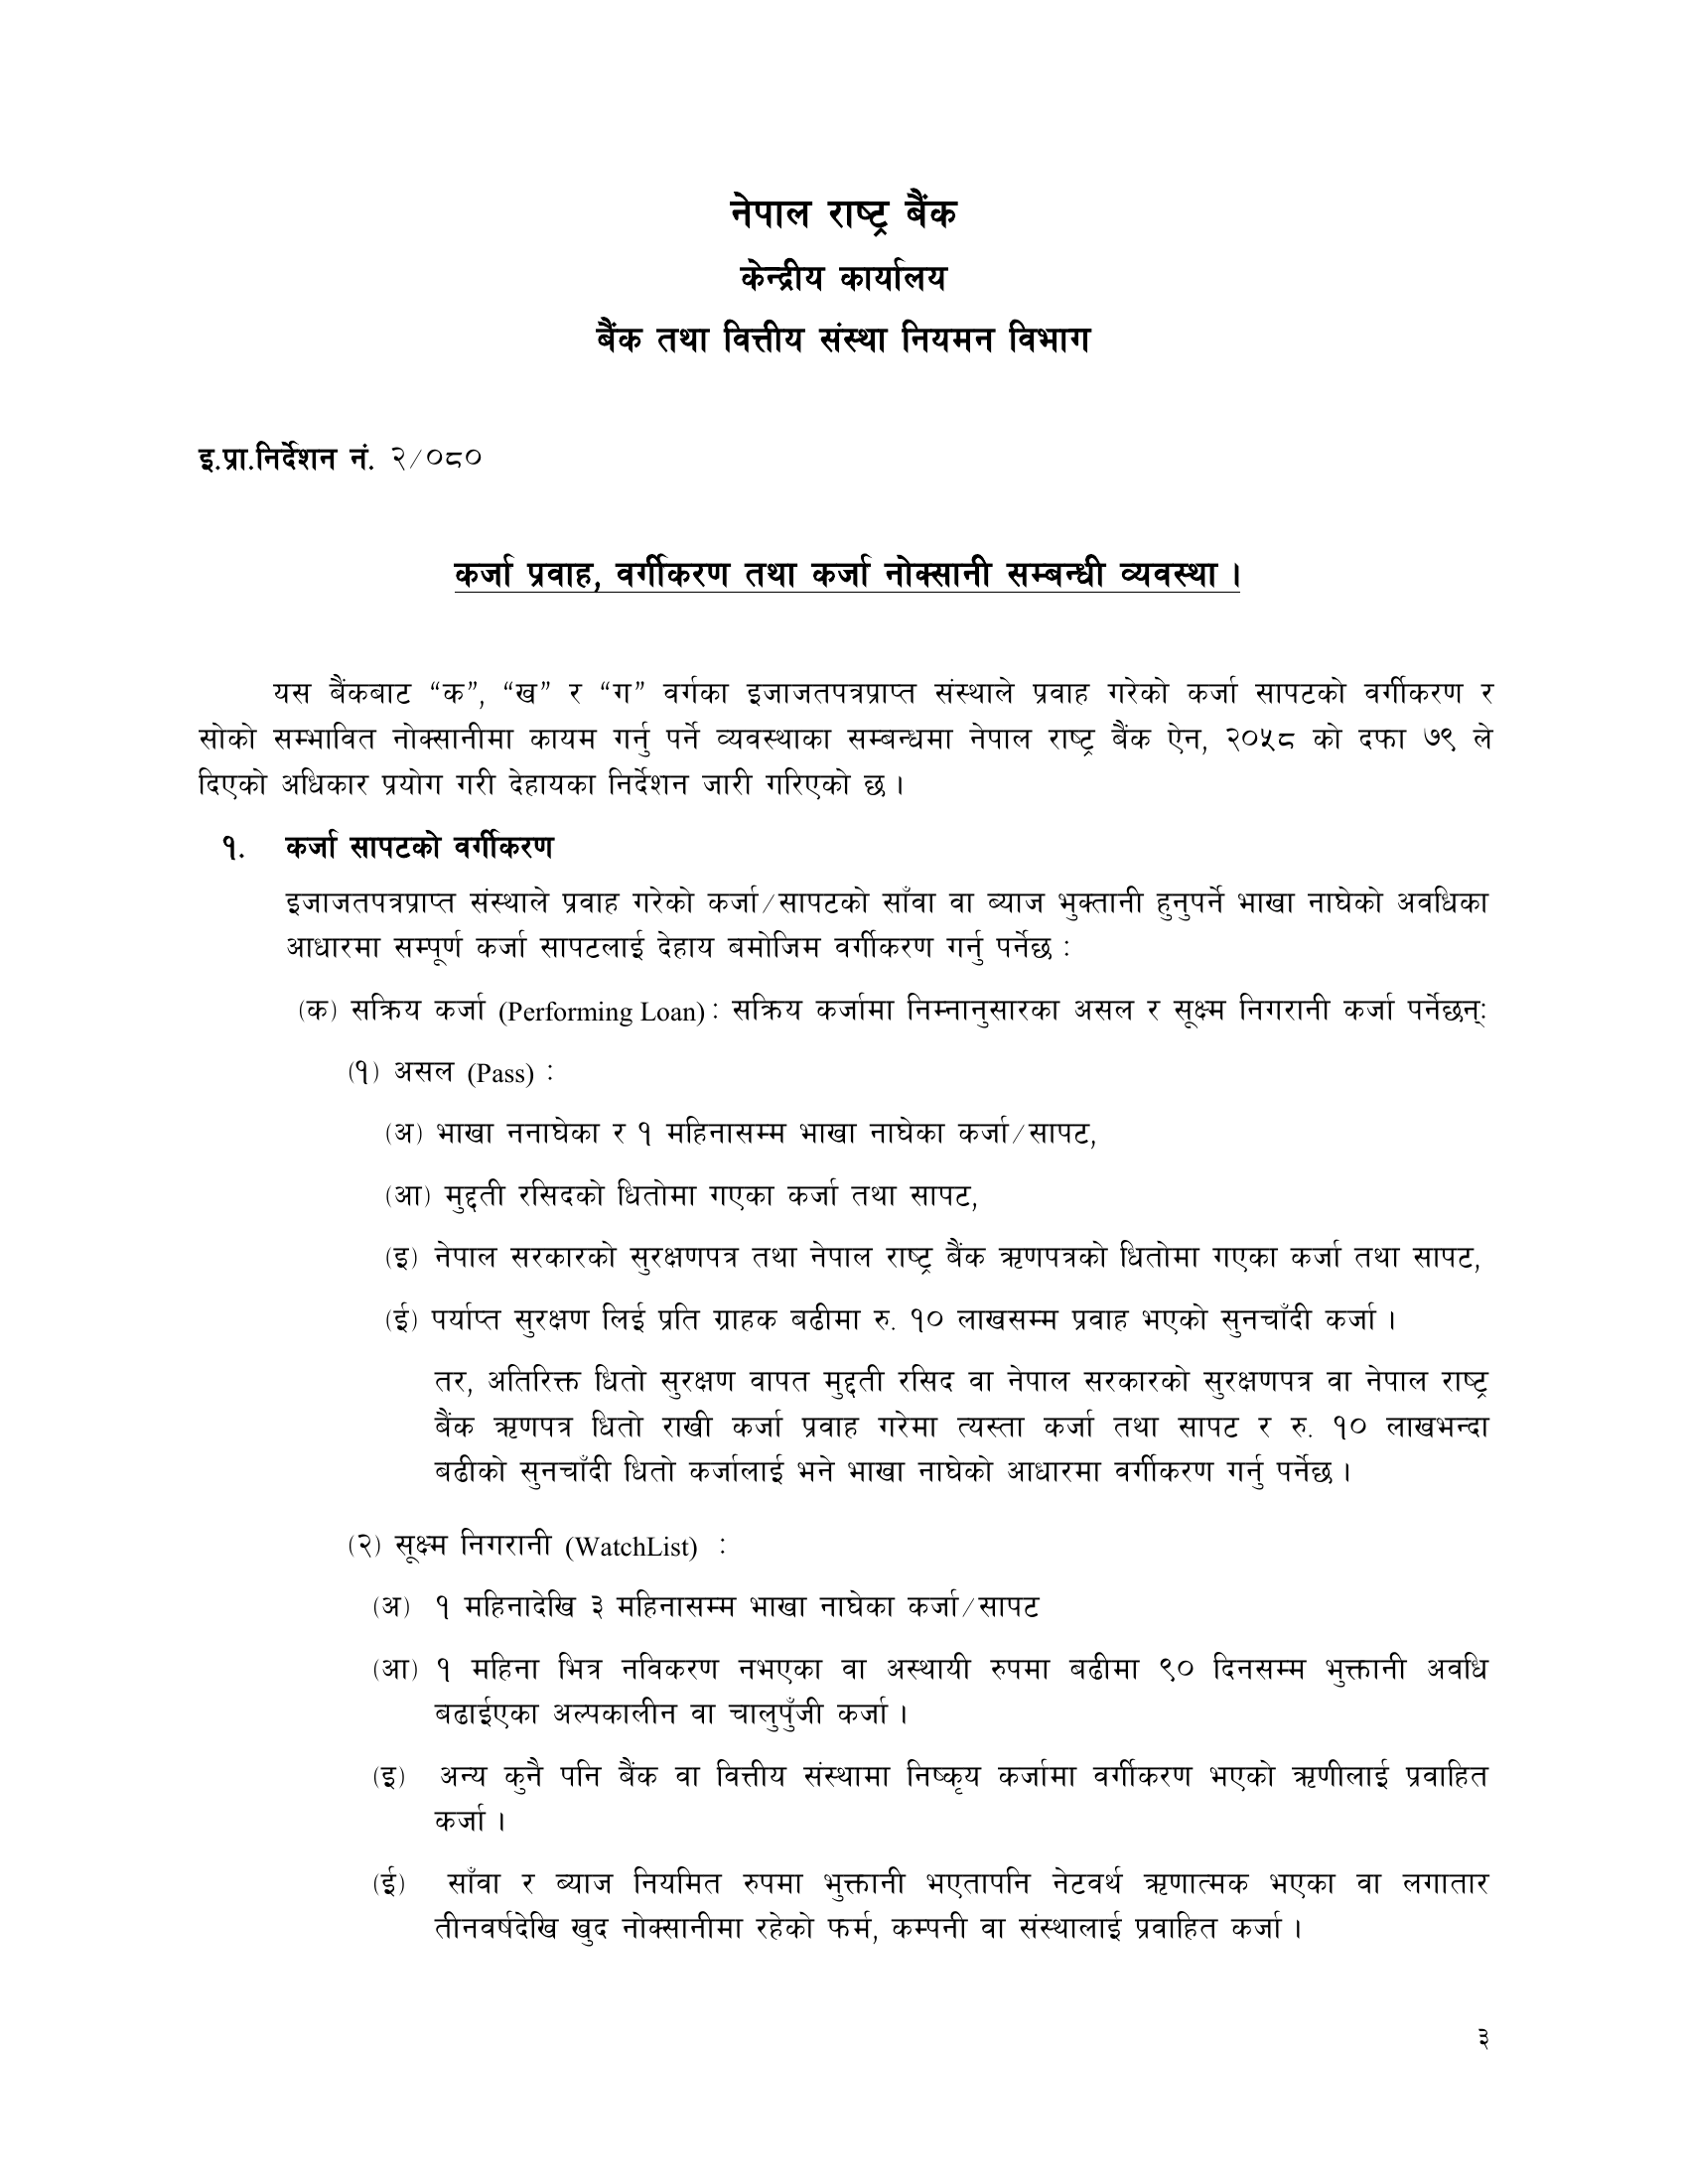 नेपाल राष्ट्र बैंक
केन्द्रीय कार्यालय
बैंक तथा वित्तीय संस्था नियमन विभाग
इ.प्रा.निर्देशन नं. २/०८०
कर्जा प्रवाह, वर्गीकरण तथा कर्जा नोक्सानी सम्बन्धी व्यवस्था ।
यस बैंकबाट “क”, “ख” र “ग” वर्गका इजाजतपत्रप्राप्त संस्थाले प्रवाह गरेको कर्जा सापटको वर्गीकरण र
सोको सम्भावित नोक्सानीमा कायम गर्नु पर्ने व्यवस्थाका सम्बन्धमा नेपाल राष्ट्र बैंक ऐन, २०५८ को दफा ७९ ले
दिएको अधिकार प्रयोग गरी देहायका निर्देशन जारी गरिएको छ ।
१. कर्जा सापटको वर्गीकरण
इजाजतपत्रप्राप्त संस्थाले प्रवाह गरेको कर्जा/सापटको साँवा वा ब्याज भुक्तानी हुनुपर्ने भाखा नाघेको अवधिका
आधारमा सम्पूर्ण कर्जा सापटलाई देहाय बमोजिम वर्गीकरण गर्नु पर्नेछ :
(क) सक्रिय कर्जा (Performing Loan) : सक्रिय कर्जामा निम्नानुसारका असल र सूक्ष्म निगरानी कर्जा पर्नेछन्:
(१) असल (Pass) :
(अ) भाखा ननाघेका र १ महिनासम्म भाखा नाघेका कर्जा/सापट,
(आ) मुद्दती रसिदको धितोमा गएका कर्जा तथा सापट,
(इ) नेपाल सरकारको सुरक्षणपत्र तथा नेपाल राष्ट्र बैंक ऋणपत्रको धितोमा गएका कर्जा तथा सापट,
(ई) पर्याप्त सुरक्षण लिई प्रति ग्राहक बढीमा रु. १० लाखसम्म प्रवाह भएको सुनचाँदी कर्जा ।
तर, अतिरिक्त धितो सुरक्षण वापत मुद्दती रसिद वा नेपाल सरकारको सुरक्षणपत्र वा नेपाल राष्ट्र
बैंक ऋणपत्र धितो राखी कर्जा प्रवाह गरेमा त्यस्ता कर्जा तथा सापट र रु. १० लाखभन्दा
बढीको सुनचाँदी धितो कर्जालाई भने भाखा नाघेको आधारमा वर्गीकरण गर्नु पर्नेछ ।
(२) सूक्ष्म निगरानी (WatchList) :
(अ) १ महिनादेखि ३ महिनासम्म भाखा नाघेका कर्जा/सापट
(आ) १ महिना भित्र नविकरण नभएका वा अस्थायी रुपमा बढीमा ९० दिनसम्म भुक्तानी अवधि
बढाईएका अल्पकालीन वा चालुपुँजी कर्जा ।
(इ) अन्य कुनै पनि बैंक वा वित्तीय संस्थामा निष्कृय कर्जामा वर्गीकरण भएको ऋणीलाई प्रवाहित
कर्जा ।
(ई) साँवा र ब्याज नियमित रुपमा भुक्तानी भएतापनि नेटवर्थ ऋणात्मक भएका वा लगातार
तीनवर्षदेखि खुद नोक्सानीमा रहेको फर्म, कम्पनी वा संस्थालाई प्रवाहित कर्जा ।
३